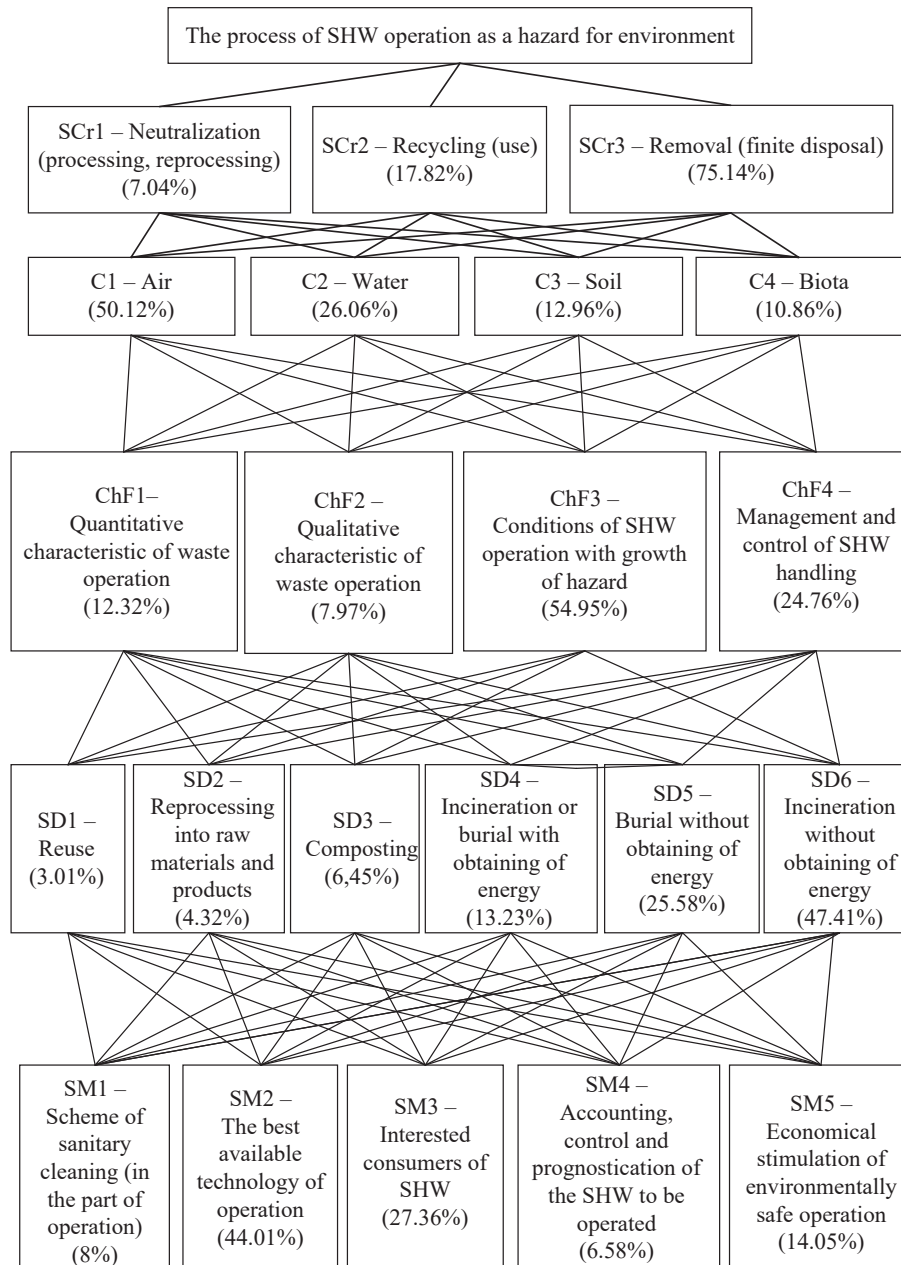 The process of SHW operation as a hazard for environment
SCr1 – Neutralization
(processing, reprocessing)
(7.04%)
SCr2 – Recycling (use)
(17.82%)
SCr3 – Removal (finite disposal)
(75.14%)
C1 – Air
(50.12%)
C2 – Water
(26.06%)
C3 – Soil
(12.96%)
C4 – Biota
(10.86%)
ChF1–
Quantitative
characteristic of waste
operation
(12.32%)
ChF2 –
Qualitative
characteristic of
waste operation
(7.97%)
ChF3 –
Conditions of SHW
operation with growth
of hazard
(54.95%)
ChF4 –
Management and
control of SHW
handling
(24.76%)
SD1 –
Reuse
(3.01%)
SD2 –
Reprocessing
into raw
materials and
products
(4.32%)
SD3 –
Composting
(6,45%)
SD4 –
Incineration or
burial with
obtaining of
energy
(13.23%)
SD5 –
Burial without
obtaining of
energy
(25.58%)
SD6 –
Incineration
without
obtaining of
energy
(47.41%)
SM1 –
Scheme of
sanitary
cleaning (in
the part of
operation)
(8%)
SM2 –
The best
available
technology of
operation
(44.01%)
SM3 –
Interested
consumers of
SHW
(27.36%)
SM4 –
Accounting,
control and
prognostication of
the SHW to be
operated
(6.58%)
SM5 –
Economical
stimulation of
environmentally
safe operation
(14.05%)